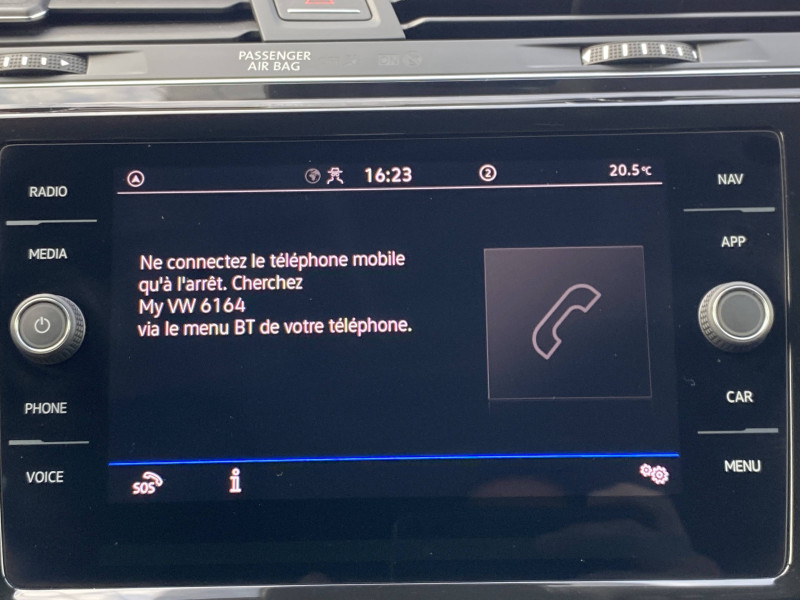 PASSENGER
AIR BAG
RADIO
MEDIA
PHONE
VOICE
16:23
2
20.5°C
Ne connectez le téléphone mobile
qu'à l'arrêt. Cherchez
My VW 6164
via le menu BT de votre téléphone.
SOS
i
NAV
APP
CAR
MENU